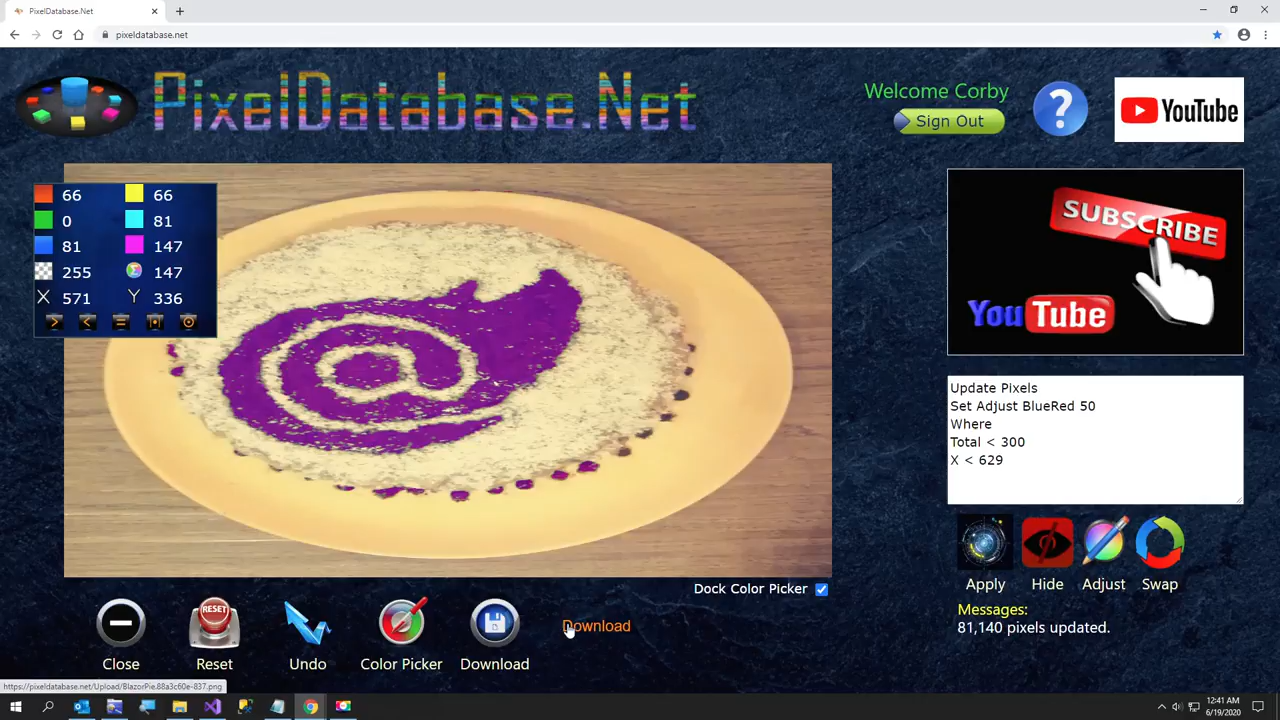 PixelDatabase.Net
pixeldatabase.net
PixelDatabase.Net
Welcome Corby
Sign Out
?
YouTube
66 66
0 81
81 147
255 147
X 571 Y 336
SUBSCRIBE
YouTube
Update Pixels
Set Adjust BlueRed 50
Where
Total < 300
X < 629
Dock Color Picker
Apply Hide Adjust Swap
Messages:
81,140 pixels updated.
RESET
Download
Close Reset Undo Color Picker Download
https://pixeldatabase.net/Upload/BlazorPie.88a3c60e-837.png
12:41 AM
6/19/2020